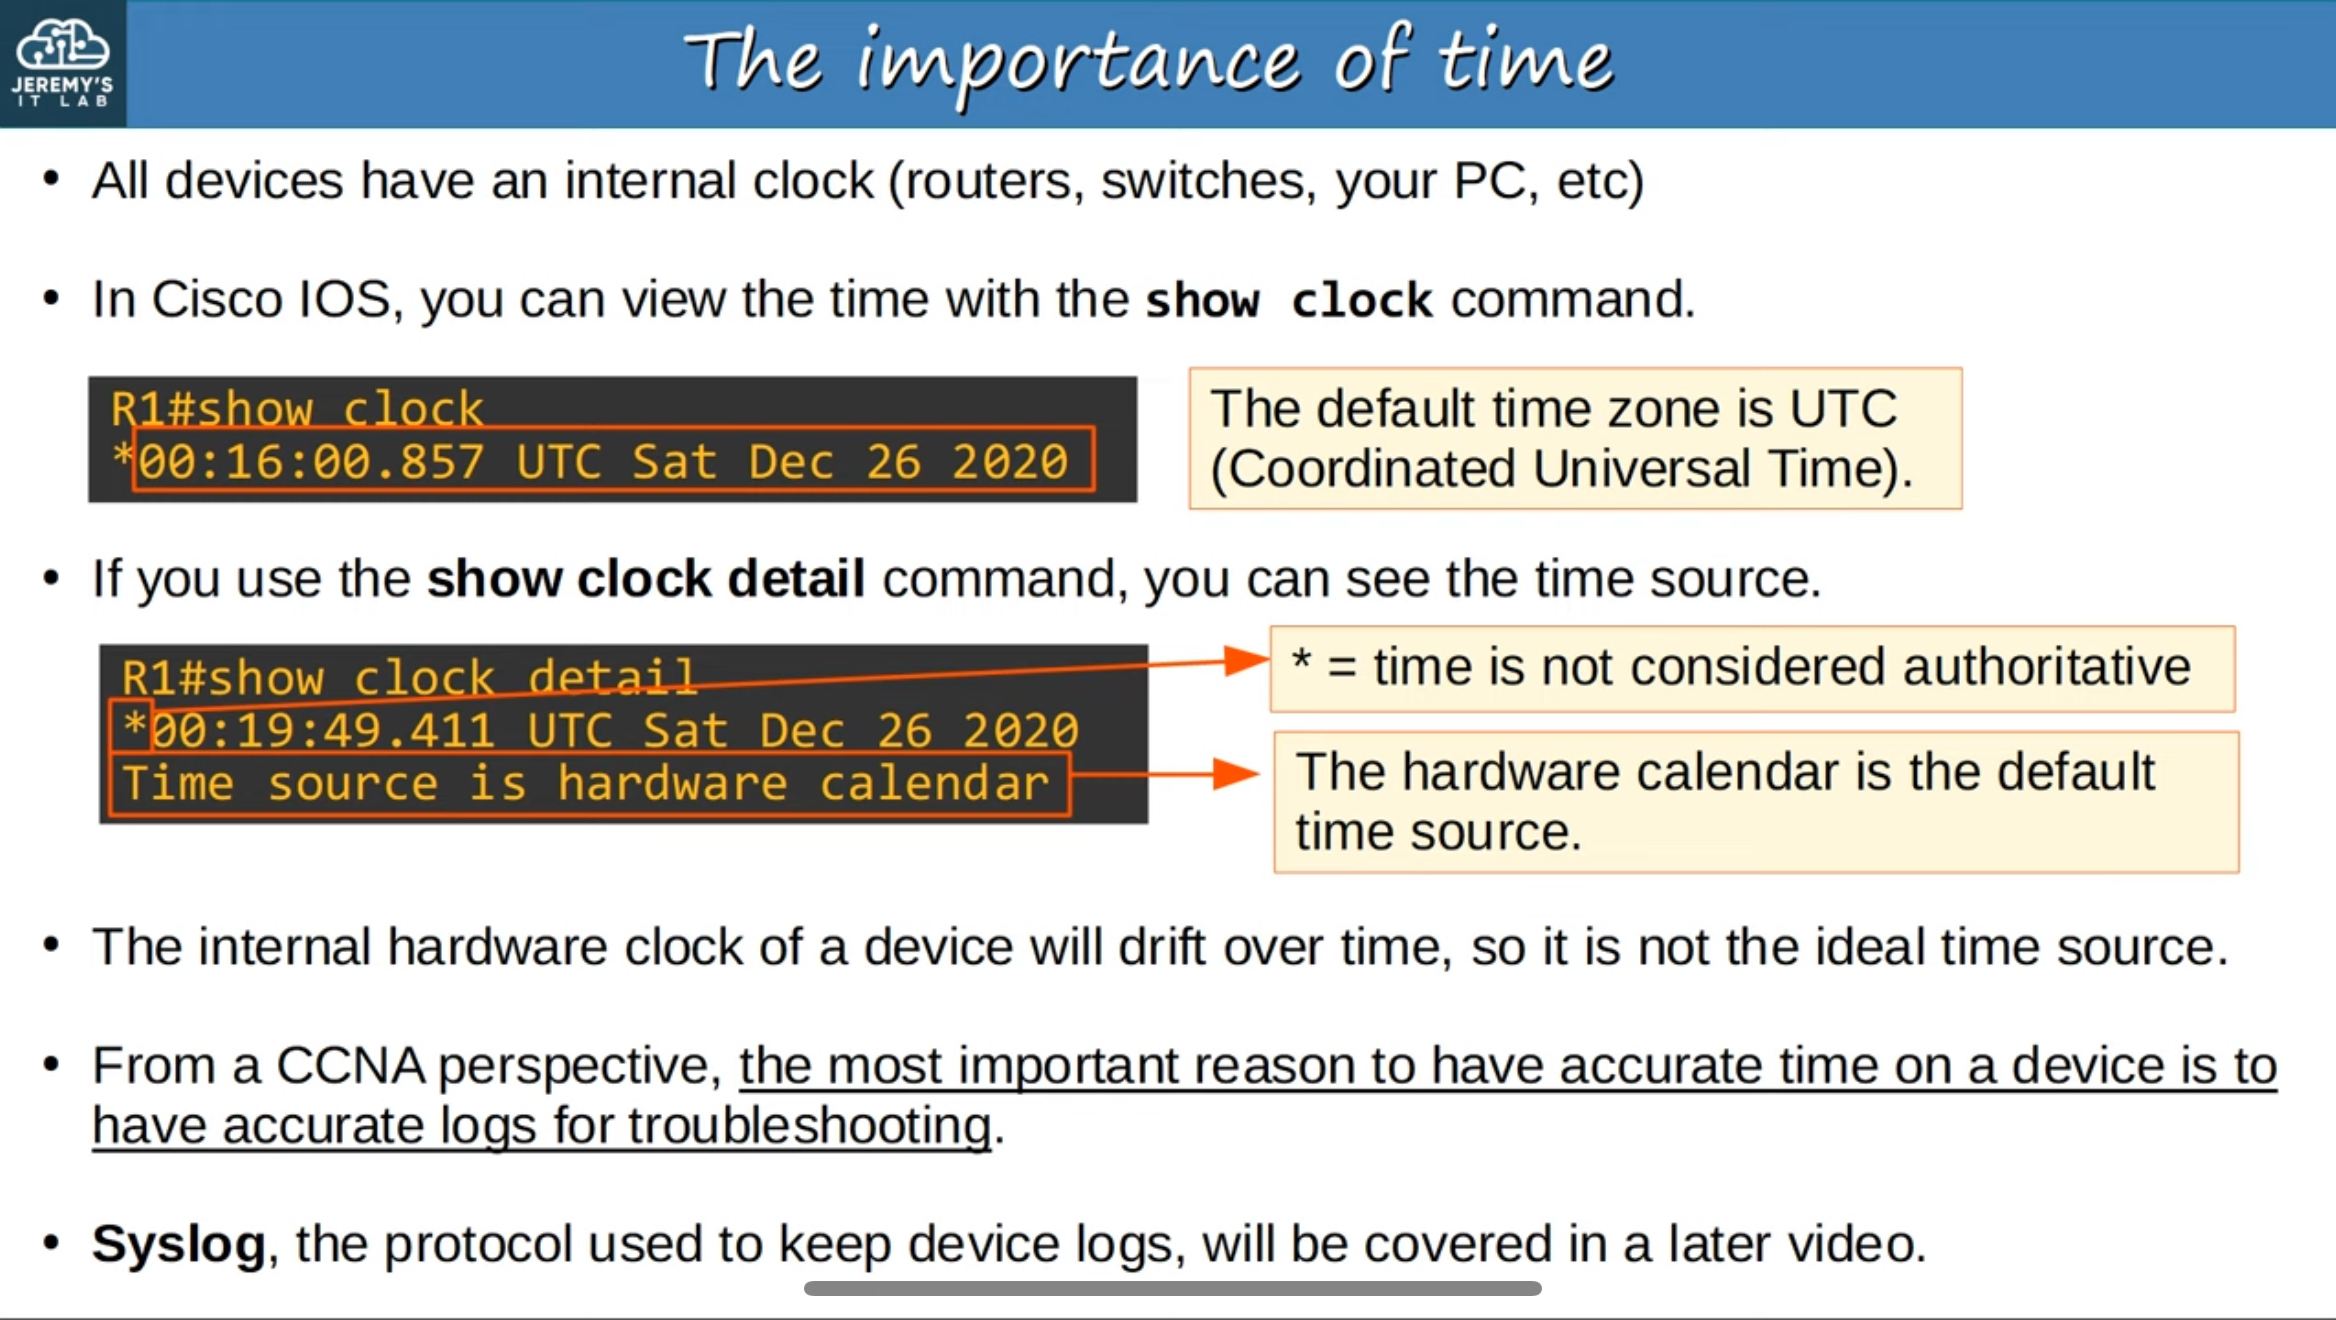 JEREMY'S
IT LAB
The importance of time
• All devices have an internal clock (routers, switches, your PC, etc)
• In Cisco IOS, you can view the time with the show clock command.
R1#show clock
*00:16:00.857 UTC Sat Dec 26 2020
The default time zone is UTC
(Coordinated Universal Time).
• If you use the show clock detail command, you can see the time source.
R1#show clock detail
*00:19:49.411 UTC Sat Dec 26 2020
Time source is hardware calendar
* = time is not considered authoritative
The hardware calendar is the default
time source.
• The internal hardware clock of a device will drift over time, so it is not the ideal time source.
• From a CCNA perspective, the most important reason to have accurate time on a device is to
have accurate logs for troubleshooting.
• Syslog, the protocol used to keep device logs, will be covered in a later video.